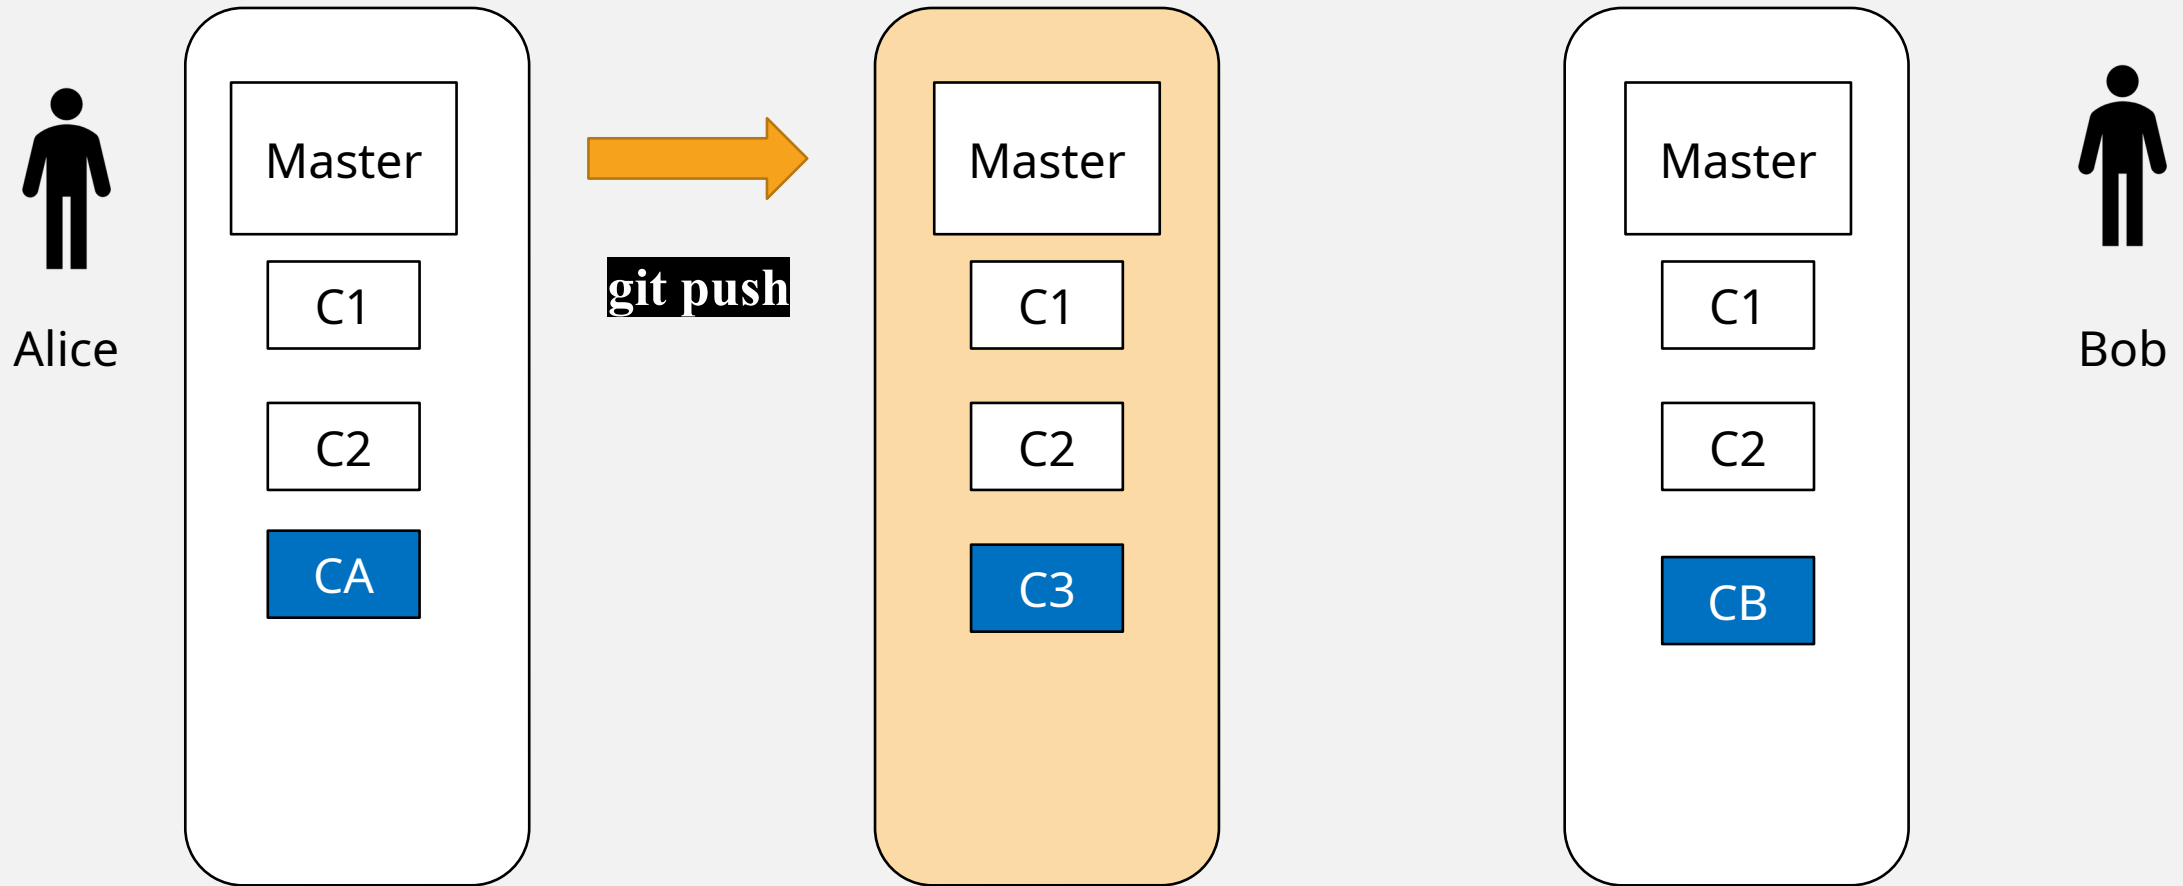 Alice
Master
C1
C2
CA
git push
Master
C1
C2
C3
Master
C1
C2
CB
Bob